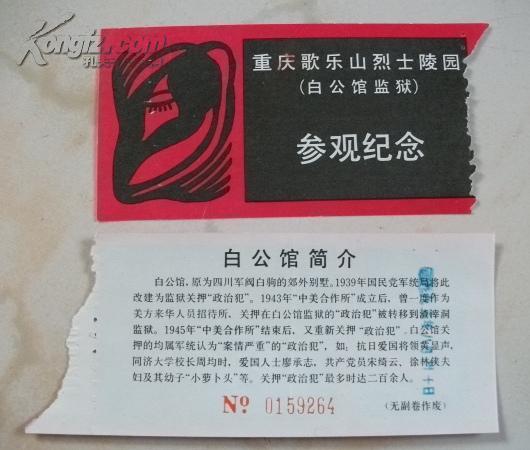 Kongfz.com
孔夫
重庆歌乐山烈士陵园
(白公馆监狱)
参观纪念
白公馆简介
白公馆,原为四川军阀白驹的郊外别墅。1939年国民党军统局将此
改建为监狱关押“政治犯”。1943年“中美合作所”成立后,曾一度作为
美方来华人员招待所,关押在白公馆监狱的“政治犯”被转移到渣滓洞
监狱。1945年“中美合作所”结束后,又重新关押“政治犯”.白公馆关
押的均属军统认为“案情严重”的“政治犯”,如:抗日爱国将领黄显声,
同济大学校长周均时,爱国人士廖承志,共产党员宋绮云、徐林侠夫
妇及其幼子“小萝卜头”等。关押“政治犯”最多时达二百余人。
Nº 0159264
(无副卷作废)